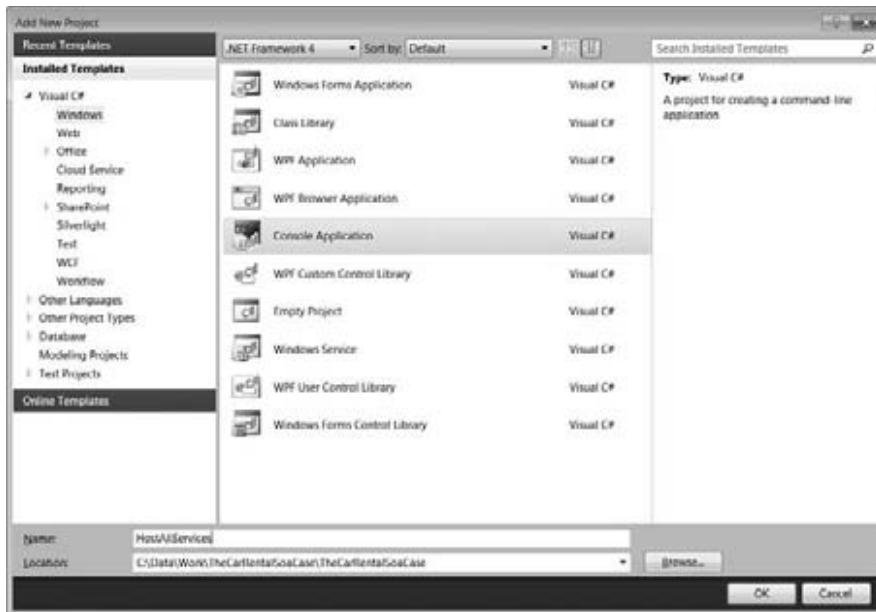 Add New Project
Recent Templates
Installed Templates
Visual C#
Windows
Web
Office
Cloud Service
Reporting
SharePoint
Silverlight
Test
WCF
Workflow
Other Languages
Other Project Types
Database
Modeling Projects
Test Projects
Online Templates
.NET Framework 4
Sort by: Default
Windows Forms Application Visual C#
Class Library Visual C#
WPF Application Visual C#
WPF Browser Application Visual C#
Console Application Visual C#
WPF Custom Control Library Visual C#
Empty Project Visual C#
Windows Service Visual C#
WPF User Control Library Visual C#
Windows Forms Control Library Visual C#
Search Installed Templates
Type: Visual C#
A project for creating a command-line
application
Name: HostAllServices
Location: C:\Data\Work\TheCarRentalSoaCase\TheCarRentalSoaCase
Browse...
OK Cancel